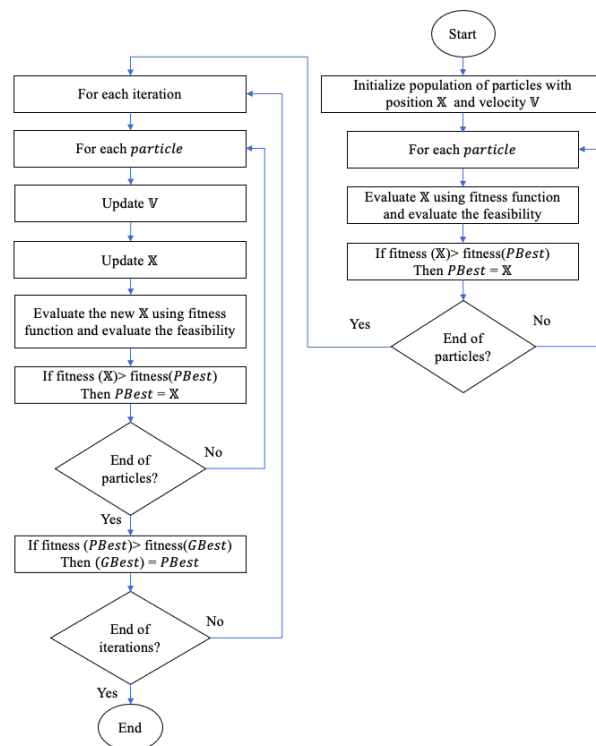 Start
Initialize population of particles with
position 𝕏 and velocity 𝕍
For each particle
Evaluate 𝕏 using fitness function
and evaluate the feasibility
If fitness (𝕏)> fitness(PBest)
Then PBest = 𝕏
End of
particles?
Yes
No
For each iteration
For each particle
Update 𝕍
Update 𝕏
Evaluate the new 𝕏 using fitness
function and evaluate the feasibility
If fitness (𝕏)> fitness(PBest)
Then PBest = 𝕏
End of
particles?
No
Yes
If fitness (PBest)> fitness(GBest)
Then (GBest) = PBest
End of
iterations?
No
Yes
End